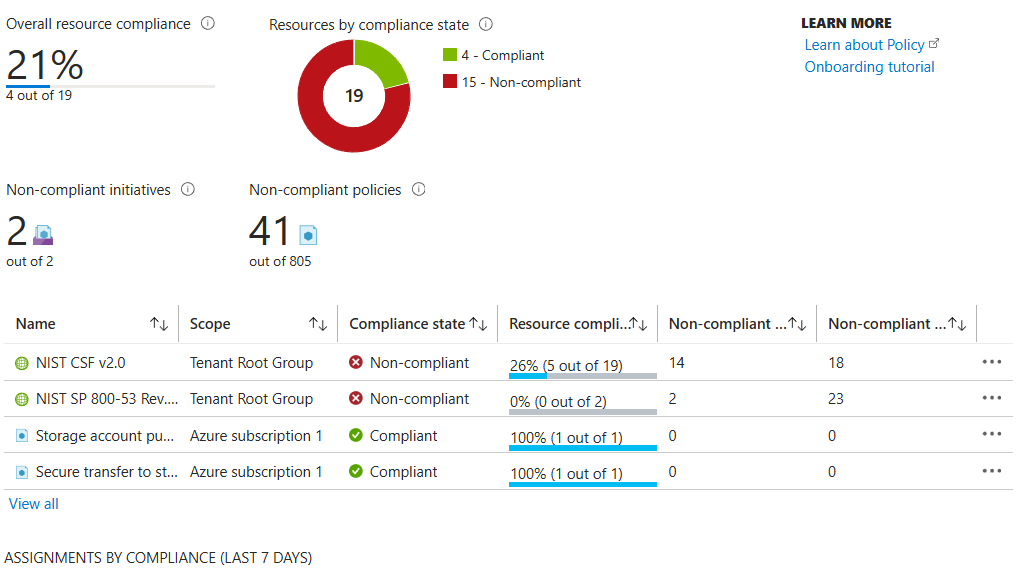 Overall resource compliance
21%
4 out of 19
Resources by compliance state
19
4 - Compliant
15 - Non-compliant
LEARN MORE
Learn about Policy
Onboarding tutorial
Non-compliant initiatives
2
out of 2
Non-compliant policies
41
out of 805
Name Scope Compliance state Resource compli... Non-compliant ... Non-compliant ...
NIST CSF v2.0 Tenant Root Group Non-compliant 26% (5 out of 19) 14 18
NIST SP 800-53 Rev.... Tenant Root Group Non-compliant 0% (0 out of 2) 2 23
Storage account pu... Azure subscription 1 Compliant 100% (1 out of 1) 0 0
Secure transfer to st... Azure subscription 1 Compliant 100% (1 out of 1) 0 0
View all
ASSIGNMENTS BY COMPLIANCE (LAST 7 DAYS)